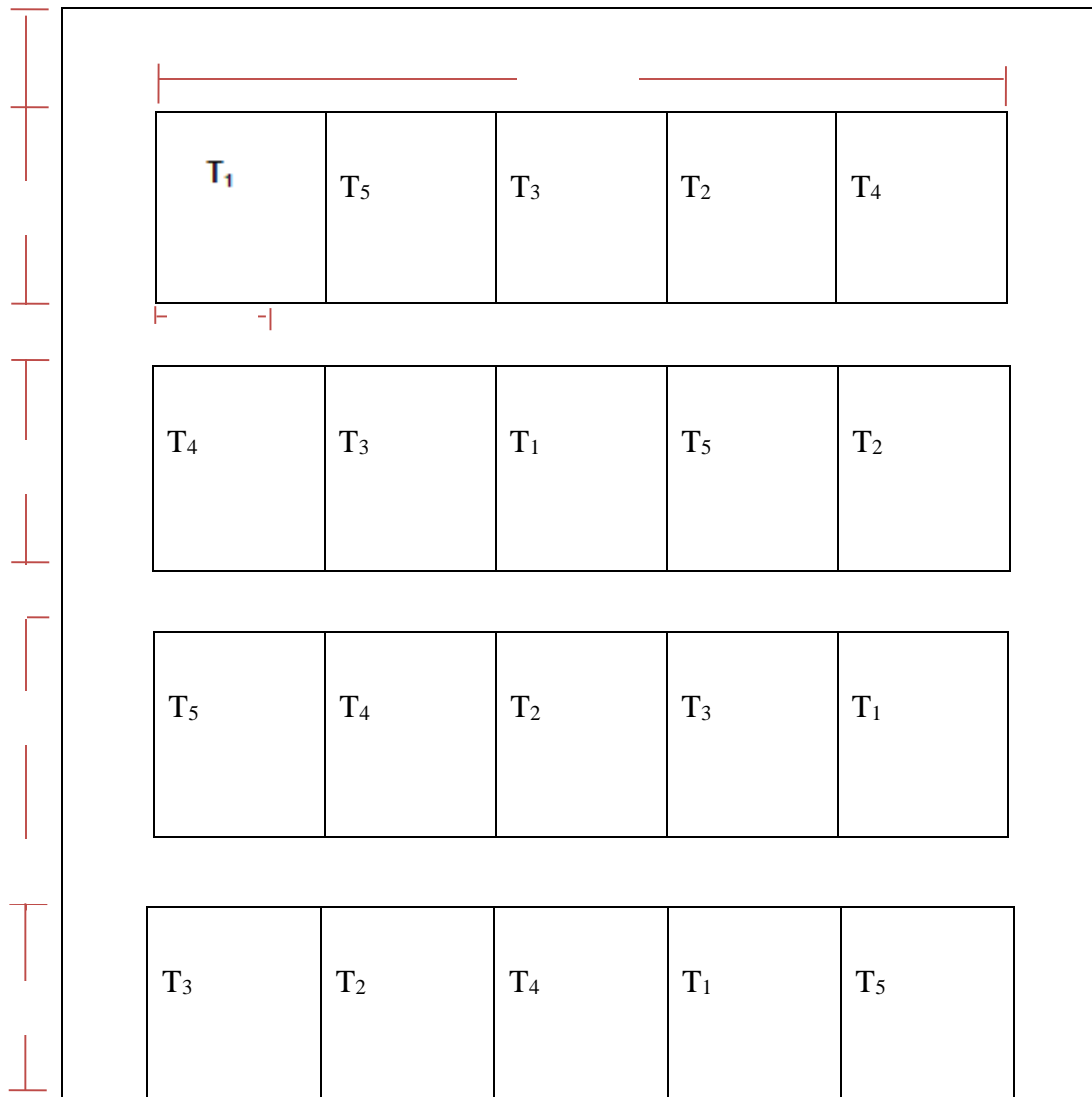 T₁ T₅ T₃ T₂ T₄
T₄ T₃ T₁ T₅ T₂
T₅ T₄ T₂ T₃ T₁
T₃ T₂ T₄ T₁ T₅